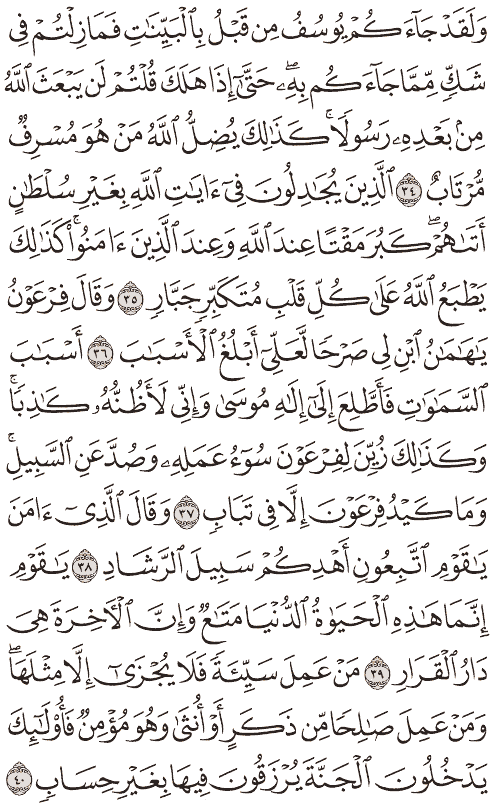 وَلَقَدْ جَآءَكُمْ يُوسُفُ مِن قَبْلُ بِٱلْبَيِّنَٰتِ فَمَا زِلْتُمْ فِى
شَكٍّ مِّمَّا جَآءَكُم بِهِۦ ۖ حَتَّىٰٓ إِذَا هَلَكَ قُلْتُمْ لَن يَبْعَثَ ٱللَّهُ
مِنۢ بَعْدِهِۦ رَسُولًا ۚ كَذَٰلِكَ يُضِلُّ ٱللَّهُ مَنْ هُوَ مُسْرِفٌ
مُّرْتَابٌ ٣٤ ٱلَّذِينَ يُجَٰدِلُونَ فِىٓ ءَايَٰتِ ٱللَّهِ بِغَيْرِ سُلْطَٰنٍ
أَتَىٰهُمْ ۖ كَبُرَ مَقْتًا عِندَ ٱللَّهِ وَعِندَ ٱلَّذِينَ ءَامَنُوا۟ ۚ كَذَٰلِكَ
يَطْبَعُ ٱللَّهُ عَلَىٰ كُلِّ قَلْبِ مُتَكَبِّرٍ جَبَّارٍ ٣٥ وَقَالَ فِرْعَوْنُ
يَٰهَٰمَٰنُ ٱبْنِ لِى صَرْحًا لَّعَلِّىٓ أَبْلُغُ ٱلْأَسْبَٰبَ ٣٦ أَسْبَٰبَ
ٱلسَّمَٰوَٰتِ فَأَطَّلِعَ إِلَىٰٓ إِلَٰهِ مُوسَىٰ وَإِنِّى لَأَظُنُّهُۥ كَٰذِبًا ۚ
وَكَذَٰلِكَ زُيِّنَ لِفِرْعَوْنَ سُوٓءُ عَمَلِهِۦ وَصُدَّ عَنِ ٱلسَّبِيلِ ۚ
وَمَا كَيْدُ فِرْعَوْنَ إِلَّا فِى تَبَابٍ ٣٧ وَقَالَ ٱلَّذِىٓ ءَامَنَ
يَٰقَوْمِ ٱتَّبِعُونِ أَهْدِكُمْ سَبِيلَ ٱلرَّشَادِ ٣٨ يَٰقَوْمِ
إِنَّمَا هَٰذِهِ ٱلْحَيَوٰةُ ٱلدُّنْيَا مَتَٰعٌ وَإِنَّ ٱلْءَاخِرَةَ هِىَ
دَارُ ٱلْقَرَارِ ٣٩ مَنْ عَمِلَ سَيِّئَةً فَلَا يُجْزَىٰٓ إِلَّا مِثْلَهَا ۖ
وَمَنْ عَمِلَ صَٰلِحًا مِّن ذَكَرٍ أَوْ أُنثَىٰ وَهُوَ مُؤْمِنٌ فَأُو۟لَٰٓئِكَ
يَدْخُلُونَ ٱلْجَنَّةَ يُرْزَقُونَ فِيهَا بِغَيْرِ حِسَابٍ ٤٠